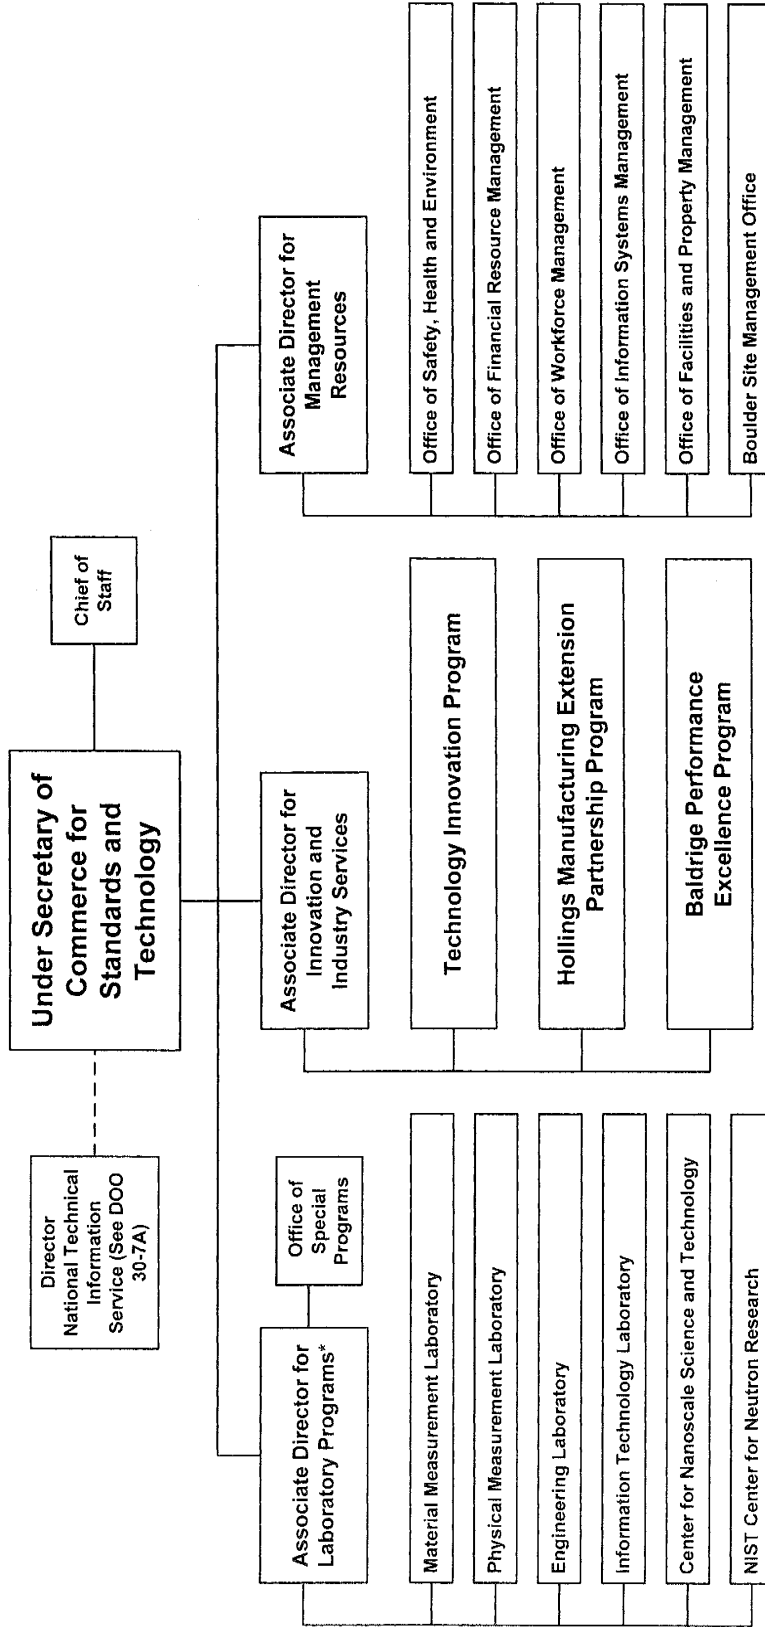 Under Secretary of
Commerce for
Standards and
Technology
Chief of
Staff
Director
National Technical
Information
Service (See DOO
30-7A)
Associate Director for
Laboratory Programs*
Office of
Special
Programs
Material Measurement Laboratory
Physical Measurement Laboratory
Engineering Laboratory
Information Technology Laboratory
Center for Nanoscale Science and Technology
NIST Center for Neutron Research
Associate Director for
Innovation and
Industry Services
Technology Innovation Program
Hollings Manufacturing Extension
Partnership Program
Baldrige Performance
Excellence Program
Associate Director for
Management
Resources
Office of Safety, Health and Environment
Office of Financial Resource Management
Office of Workforce Management
Office of Information Systems Management
Office of Facilities and Property Management
Boulder Site Management Office